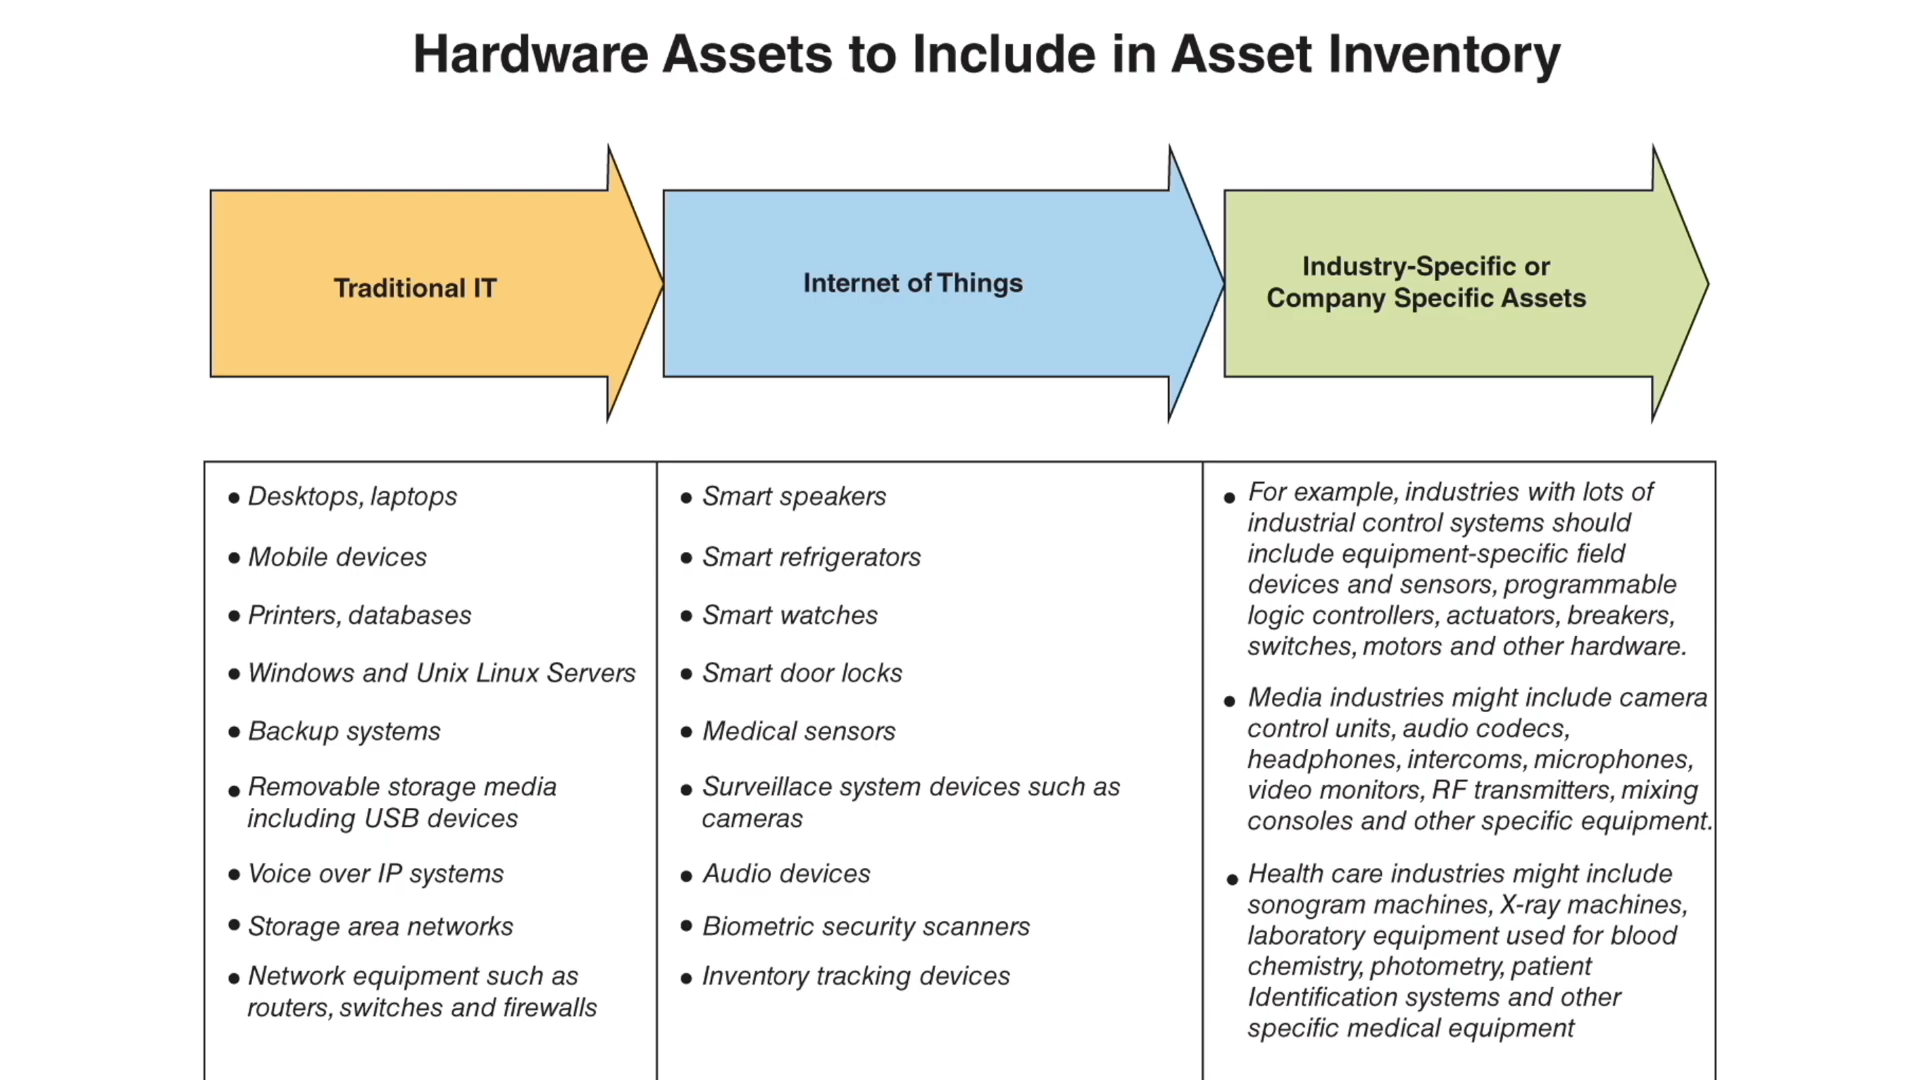 Hardware Assets to Include in Asset Inventory
Traditional IT
Internet of Things
Industry-Specific or
Company Specific Assets
• Desktops, laptops
• Mobile devices
• Printers, databases
• Windows and Unix Linux Servers
• Backup systems
• Removable storage media
including USB devices
• Voice over IP systems
• Storage area networks
• Network equipment such as
routers, switches and firewalls
• Smart speakers
• Smart refrigerators
• Smart watches
• Smart door locks
• Medical sensors
• Surveillace system devices such as
cameras
• Audio devices
• Biometric security scanners
• Inventory tracking devices
• For example, industries with lots of
industrial control systems should
include equipment-specific field
devices and sensors, programmable
logic controllers, actuators, breakers,
switches, motors and other hardware.
• Media industries might include camera
control units, audio codecs,
headphones, intercoms, microphones,
video monitors, RF transmitters, mixing
consoles and other specific equipment.
• Health care industries might include
sonogram machines, X-ray machines,
laboratory equipment used for blood
chemistry, photometry, patient
Identification systems and other
specific medical equipment